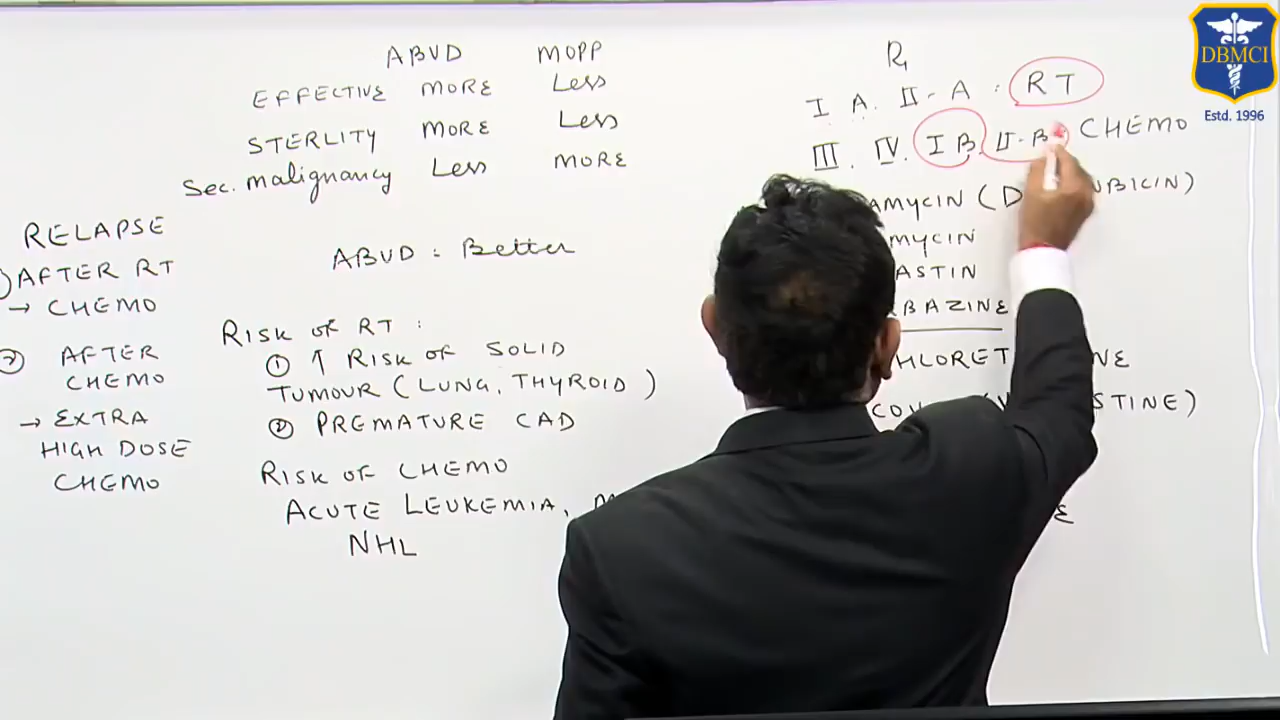 ABVD MOPP
EFFECTIVE MORE Less
STERLITY MORE Less
Sec. malignancy Less MORE
ABVD : Better
RELAPSE
AFTER RT
→ CHEMO
② AFTER
CHEMO
→ EXTRA
HIGH DOSE
CHEMO
RISK OF RT :
① ↑ RISK OF SOLID
TUMOUR (LUNG, THYROID)
② PREMATURE CAD
RISK OF CHEMO
ACUTE LEUKEMIA,
NHL
I A. II-A : RT
III. IV. IB. II-B CHEMO
AMYCIN (D UBICIN)
MYCIN
ASTIN
BAZINE
HLORET NE
COV STINE)
E
DBMCI
Estd. 1996